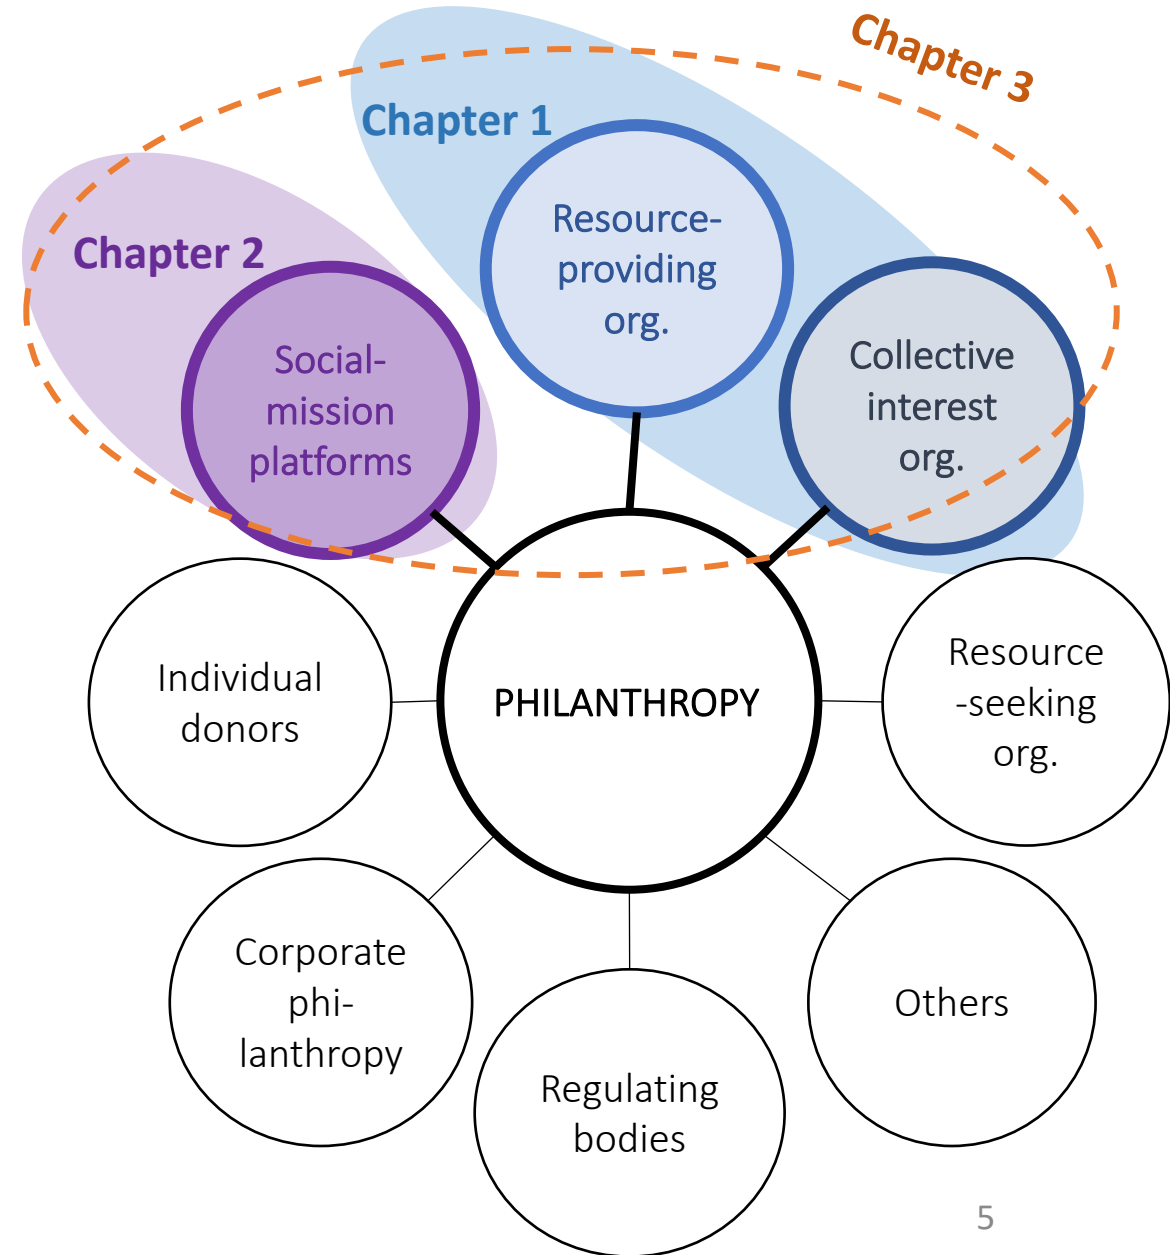 Chapter 3
Chapter 1
Resource-
providing
org.
Chapter 2
Social-
mission
platforms
Collective
interest
org.
Individual
donors
PHILANTHROPY
Resource
-seeking
org.
Corporate
phi-
lanthropy
Others
Regulating
bodies
5